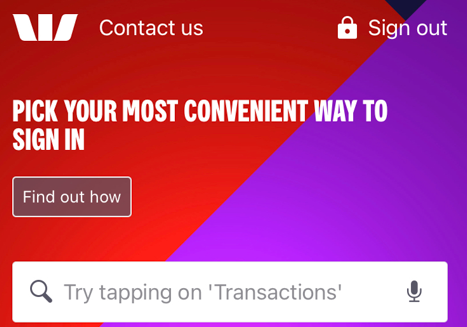 Contact us
Sign out
PICK YOUR MOST CONVENIENT WAY TO
SIGN IN
Find out how
Try tapping on 'Transactions'